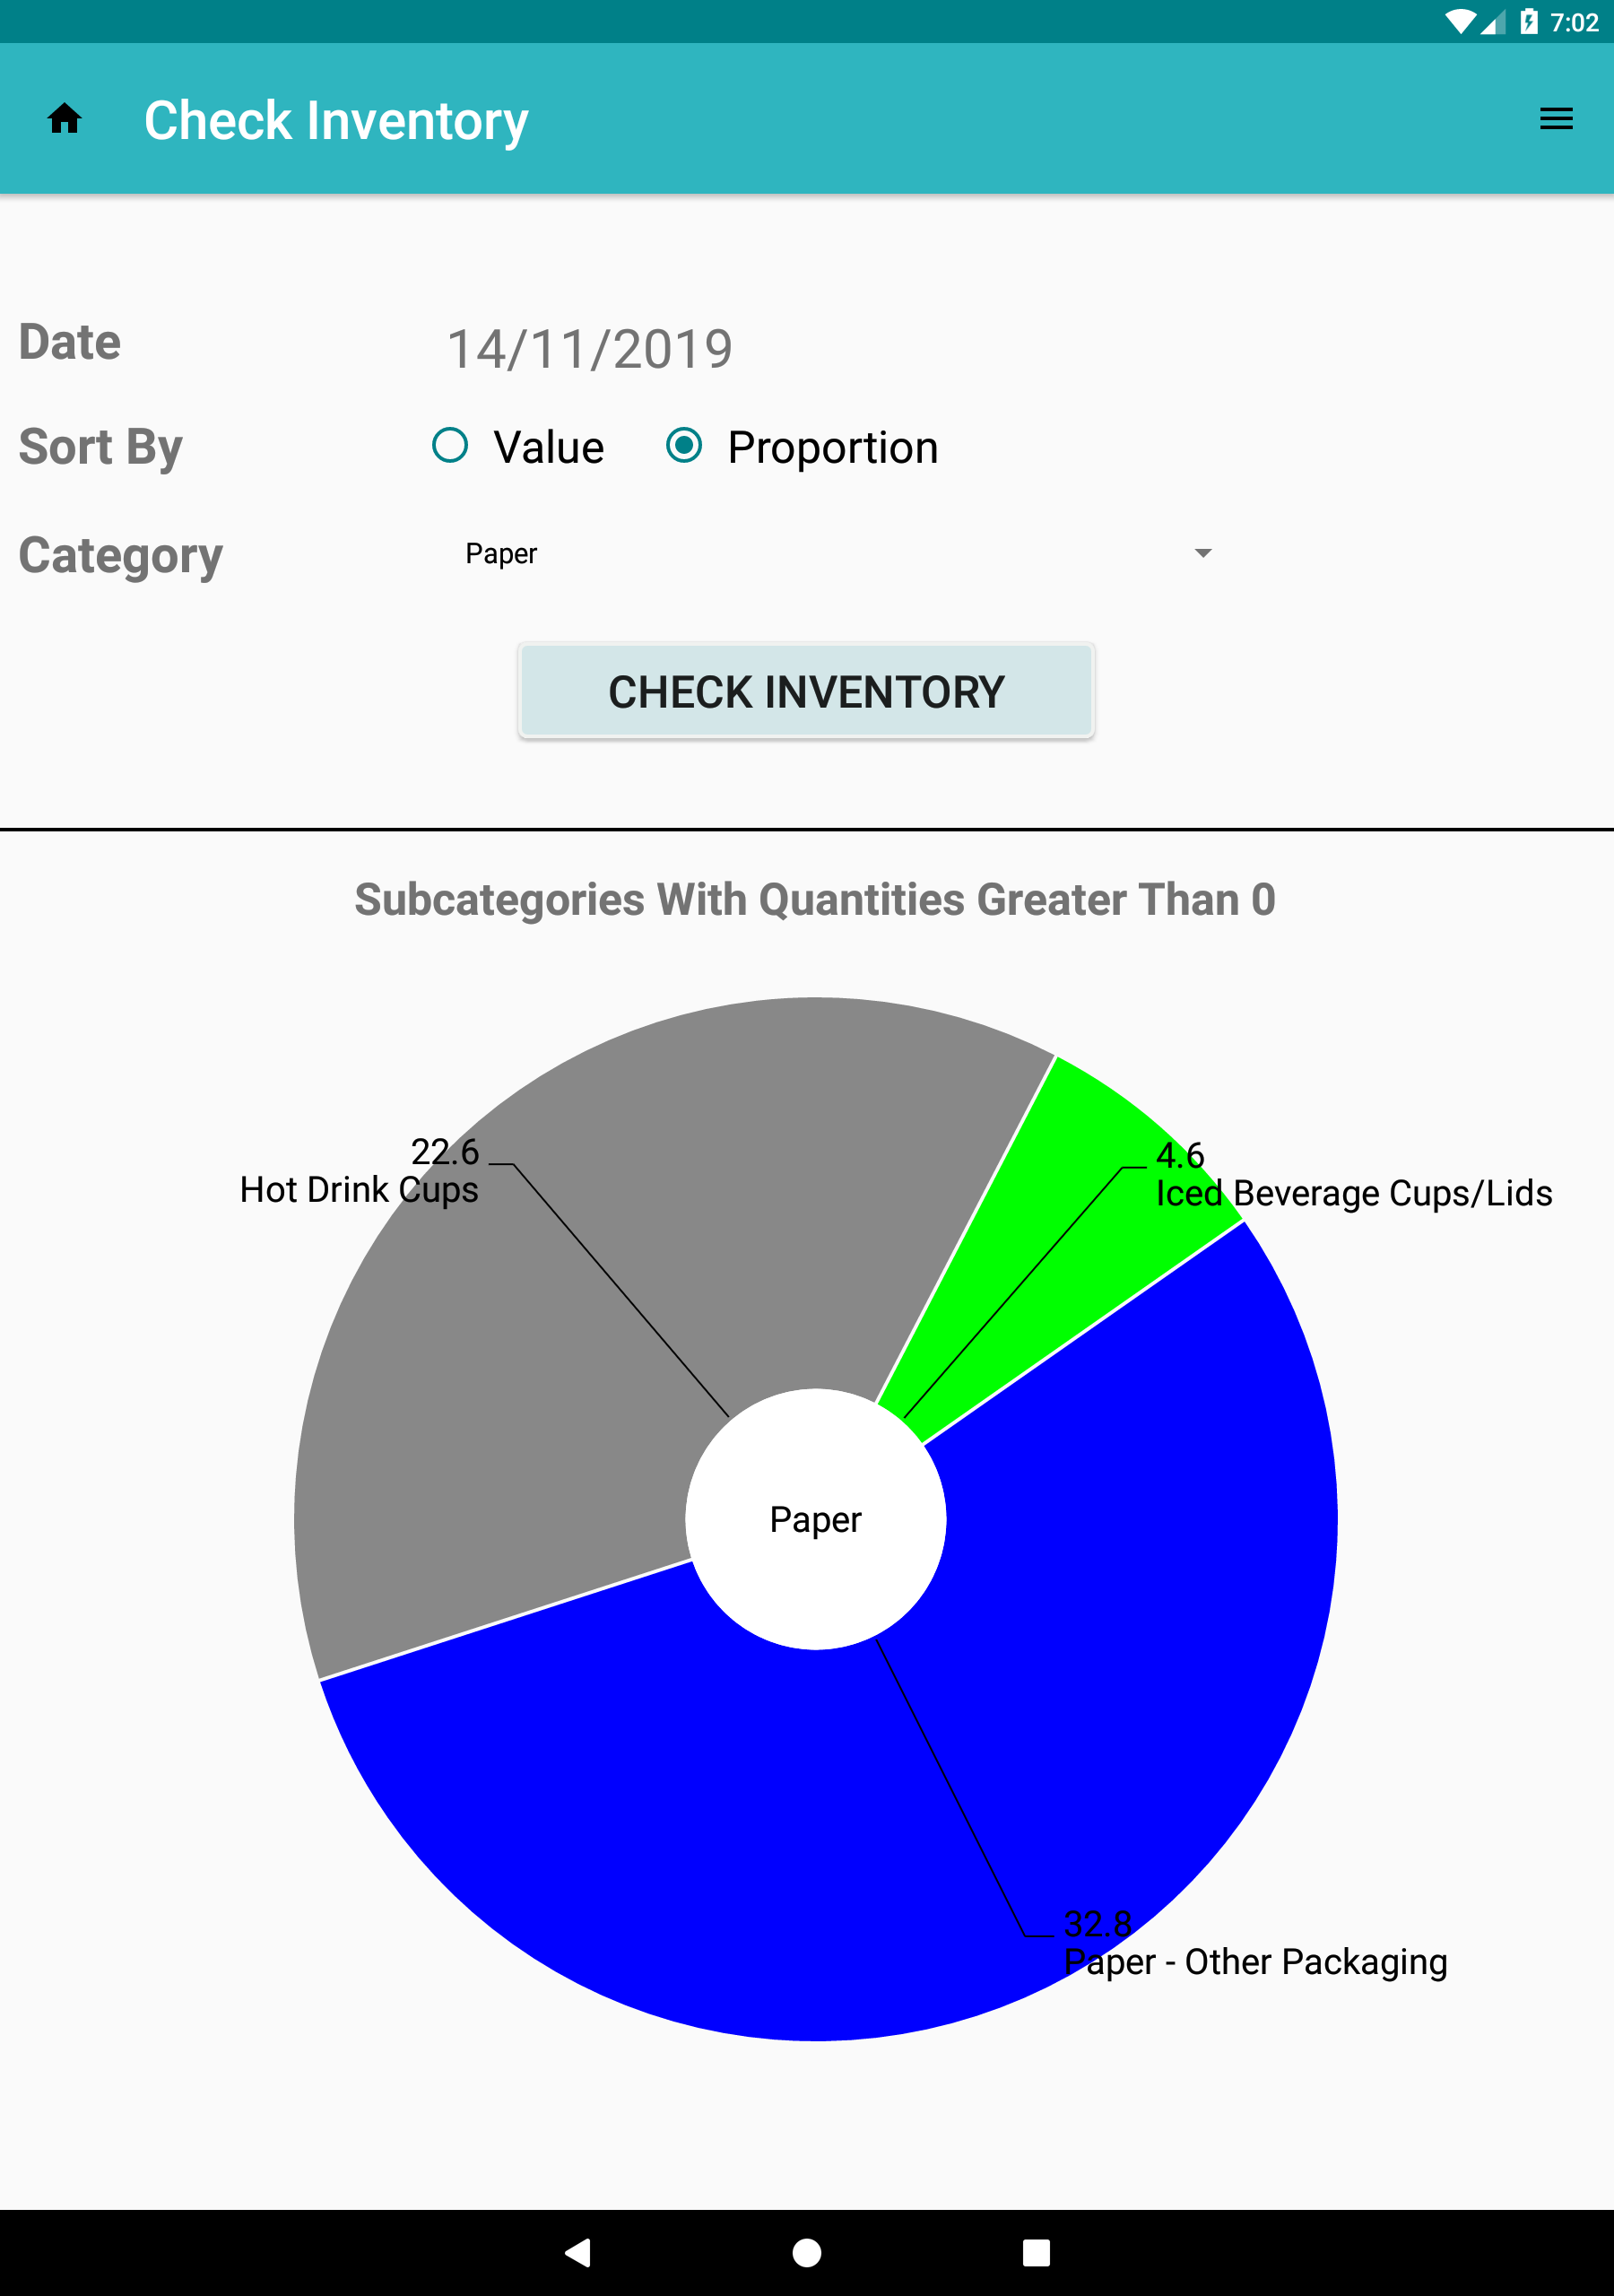 7:02
Check Inventory
Date 14/11/2019
Sort By Value Proportion
Category Paper
CHECK INVENTORY
Subcategories With Quantities Greater Than 0
22.6
Hot Drink Cups
4.6
Iced Beverage Cups/Lids
Paper
32.8
Paper - Other Packaging